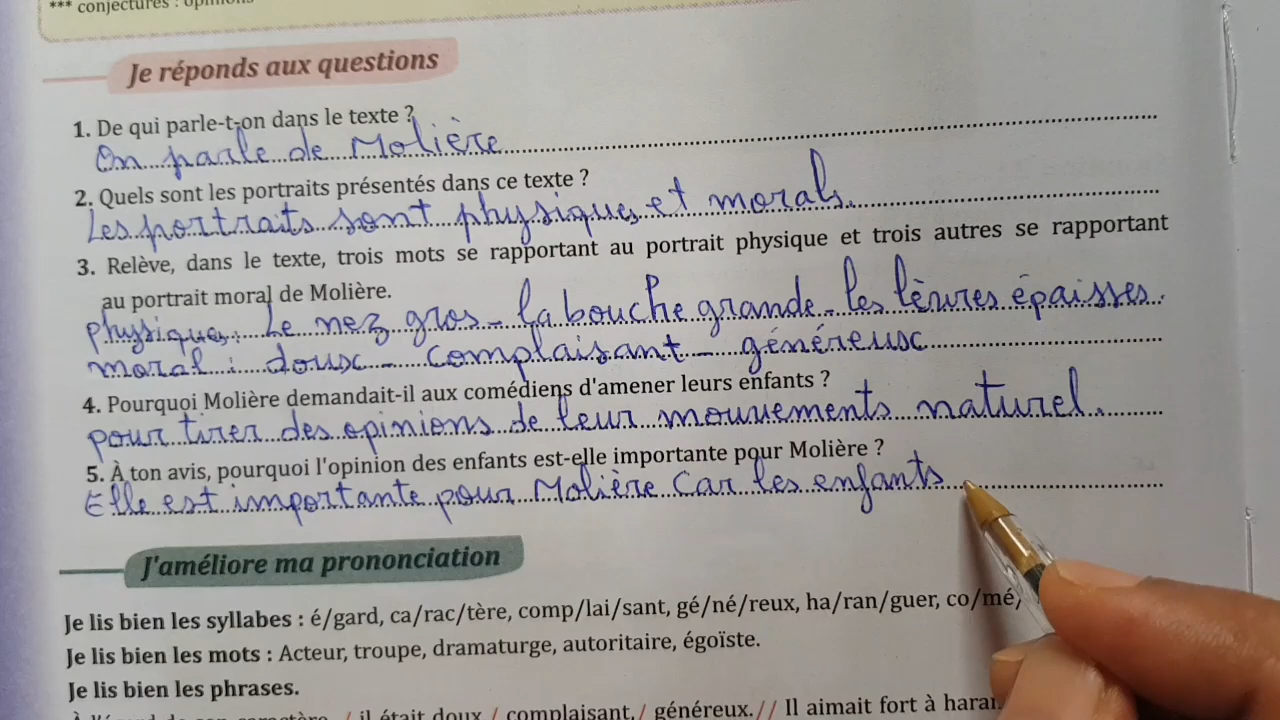 *** conjectures : opinions
Je réponds aux questions
1. De qui parle-t-on dans le texte ?
On parle de Molière
2. Quels sont les portraits présentés dans ce texte ?
Les portraits sont physiques et morals.
3. Relève, dans le texte, trois mots se rapportant au portrait physique et trois autres se rapportant
au portrait moral de Molière.
physique : Le nez gros - la bouche grande - les lèvres épaisses.
moral : doux - complaisant - généreux
4. Pourquoi Molière demandait-il aux comédiens d'amener leurs enfants ?
pour tirer des opinions de leur mouvements naturel.
5. À ton avis, pourquoi l'opinion des enfants est-elle importante pour Molière ?
Elle est importante pour Molière Car les enfants
J'améliore ma prononciation
Je lis bien les syllabes : é/gard, ca/rac/tère, comp/lai/sant, gé/né/reux, ha/ran/guer, co/mé/
Je lis bien les mots : Acteur, troupe, dramaturge, autoritaire, égoïste.
Je lis bien les phrases.
À l'égard de son caractère, / il était doux / complaisant, / généreux. // Il aimait fort à haran